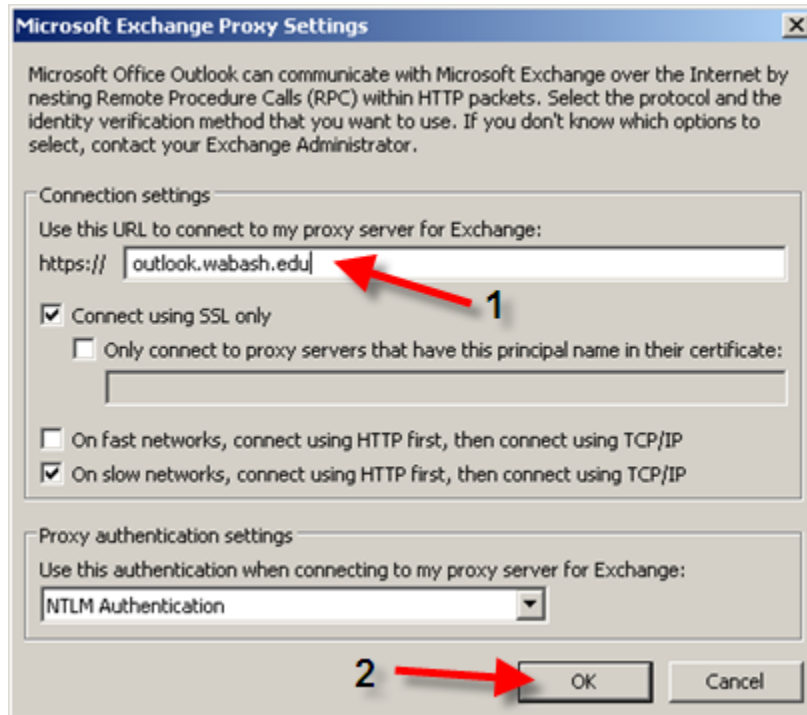 Microsoft Exchange Proxy Settings
Microsoft Office Outlook can communicate with Microsoft Exchange over the Internet by
nesting Remote Procedure Calls (RPC) within HTTP packets. Select the protocol and the
identity verification method that you want to use. If you don't know which options to
select, contact your Exchange Administrator.
Connection settings
Use this URL to connect to my proxy server for Exchange:
https:// outlook.wabash.edu
1
Connect using SSL only
Only connect to proxy servers that have this principal name in their certificate:
On fast networks, connect using HTTP first, then connect using TCP/IP
On slow networks, connect using HTTP first, then connect using TCP/IP
Proxy authentication settings
Use this authentication when connecting to my proxy server for Exchange:
NTLM Authentication
2 OK Cancel